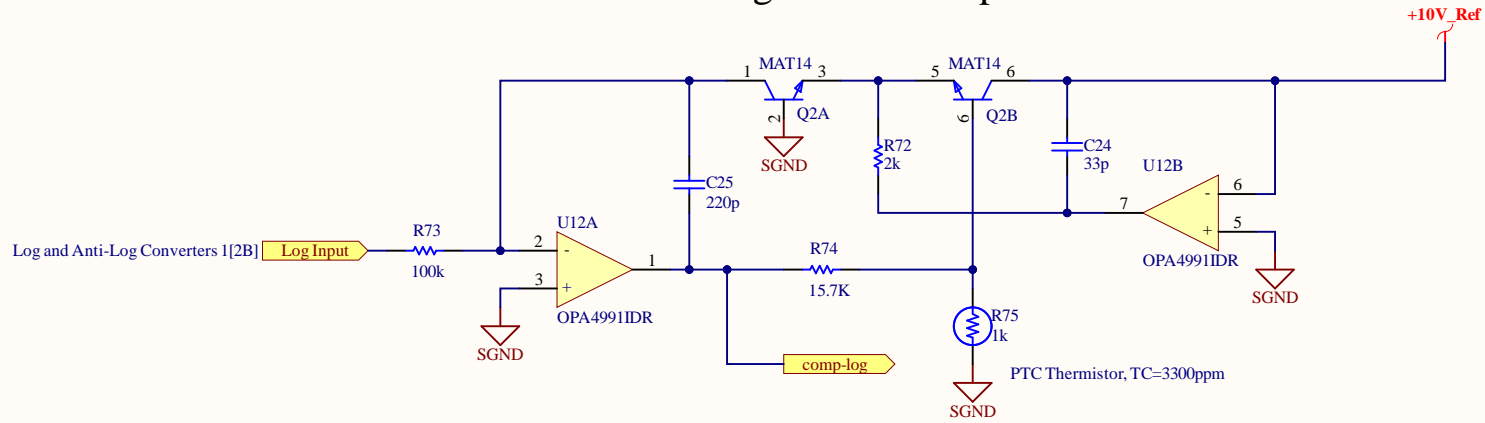 +10V_Ref
MAT14
MAT14
1
3
5
6
2
Q2A
6
Q2B
SGND
R72
2k
C24
33p
U12B
C25
220p
6
-
7
5
+
OPA4991IDR
SGND
U12A
R73
Log and Anti-Log Converters 1[2B]
Log Input
100k
2
-
1
3
+
OPA4991IDR
SGND
R74
15.7K
R75
1k
comp-log
PTC Thermistor, TC=3300ppm
SGND